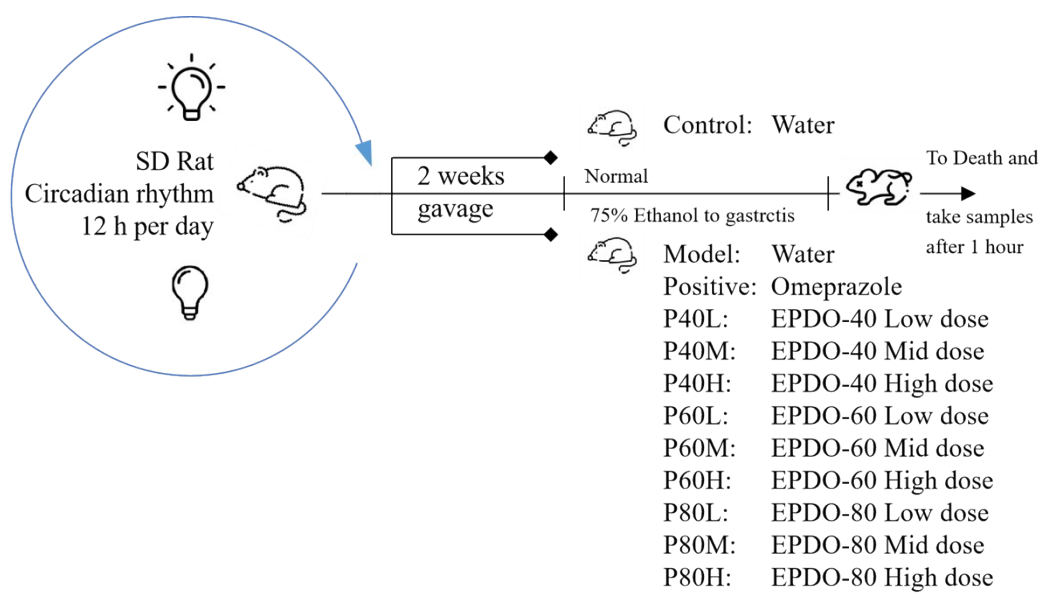 SD Rat
Circadian rhythm
12 h per day
2 weeks
gavage
Control: Water
Normal
75% Ethanol to gastrctis
To Death and
take samples
after 1 hour
Model: Water
Positive: Omeprazole
P40L: EPDO-40 Low dose
P40M: EPDO-40 Mid dose
P40H: EPDO-40 High dose
P60L: EPDO-60 Low dose
P60M: EPDO-60 Mid dose
P60H: EPDO-60 High dose
P80L: EPDO-80 Low dose
P80M: EPDO-80 Mid dose
P80H: EPDO-80 High dose